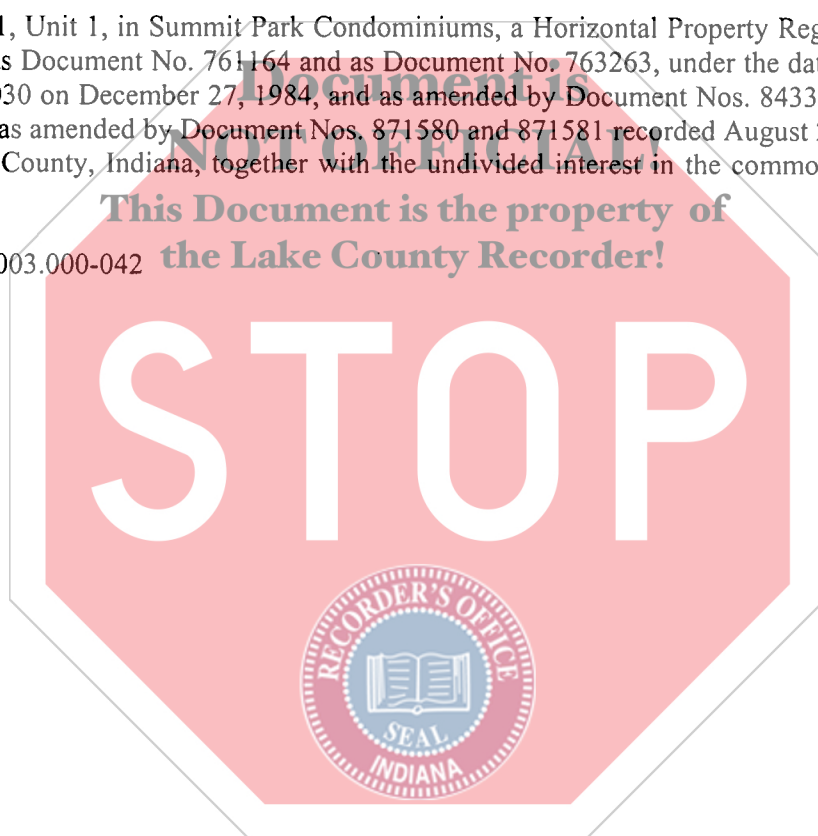 1, Unit 1, in Summit Park Condominiums, a Horizontal Property Reg
as Document No. 761164 and as Document No. 763263, under the dat
030 on December 27, 1984, and as amended by Document Nos. 8433
as amended by Document Nos. 871580 and 871581 recorded August
County, Indiana, together with the undivided interest in the commo
003.000-042
Document is
NOT OFFICIAL!
This Document is the property of
the Lake County Recorder!
STOP
RECORDER'S OFFICE
SEAL
INDIANA